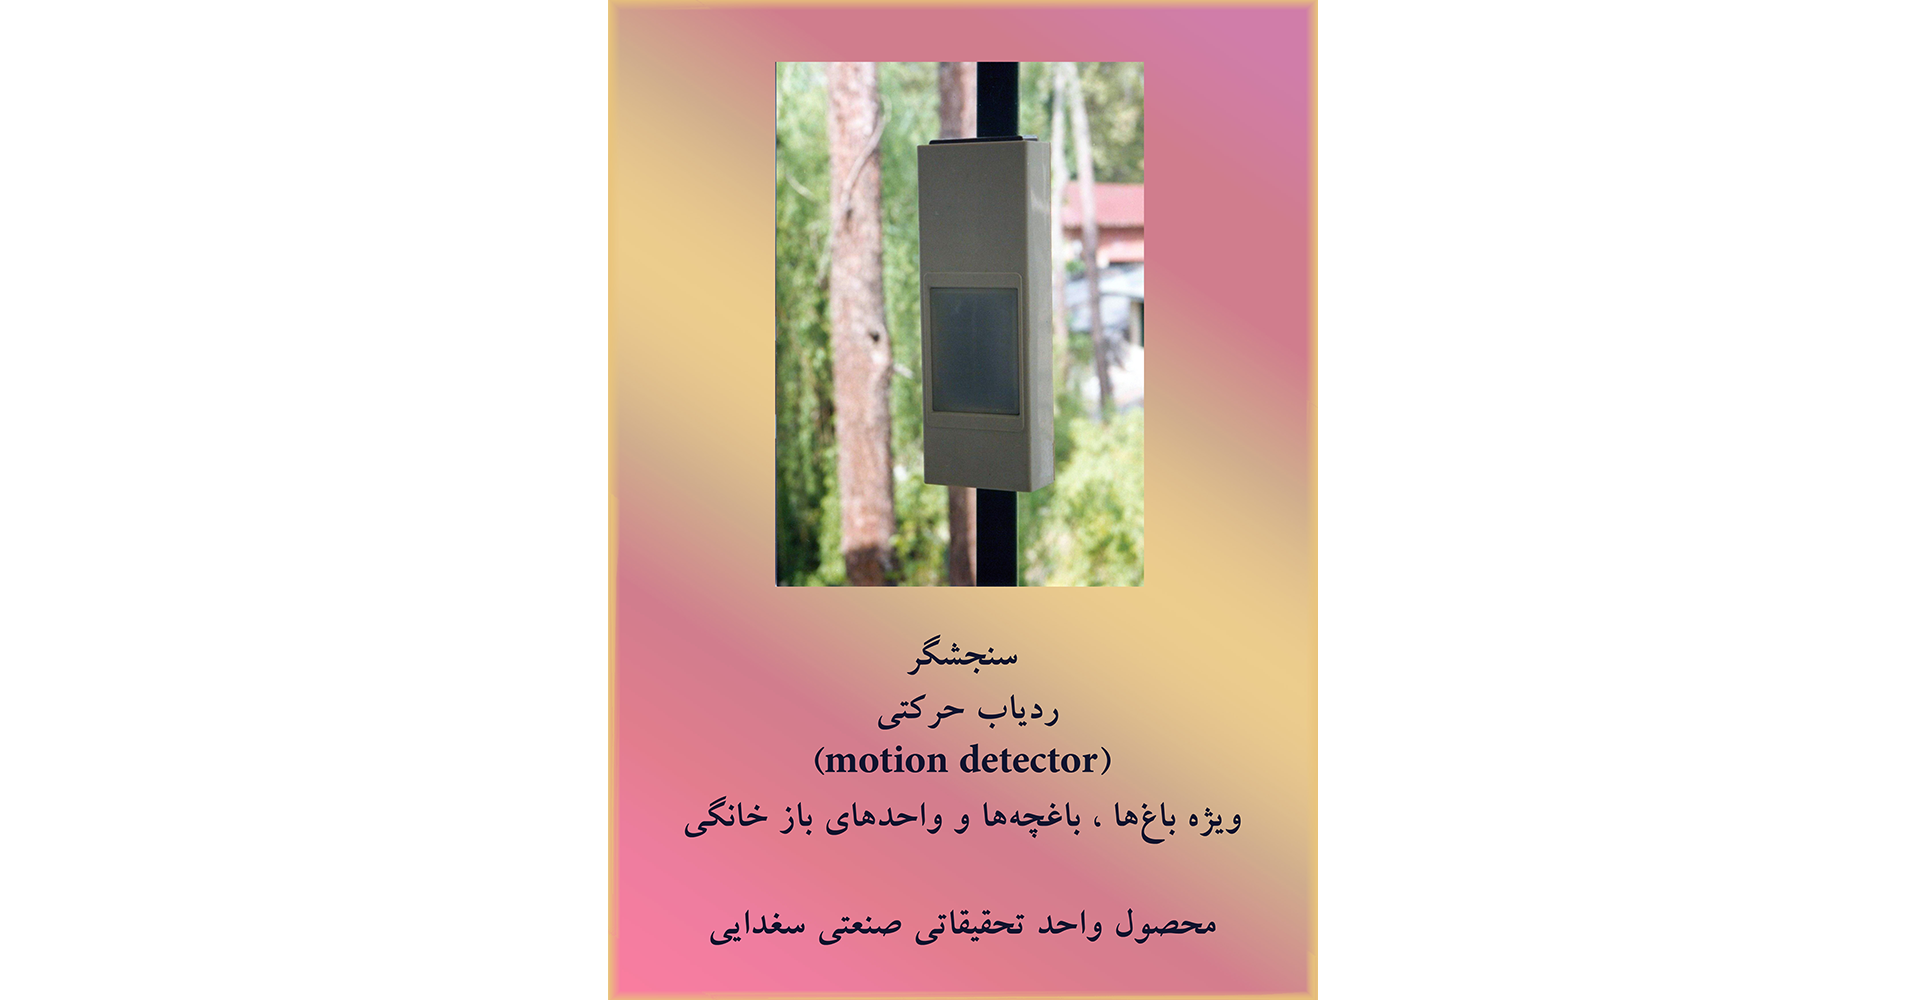 سنجشگر
ردیاب حرکتی
(motion detector)
ویژه باغ‌ها ، باغچه‌ها و واحدهای باز خانگی
محصول واحد تحقیقاتی صنعتی سغدایی